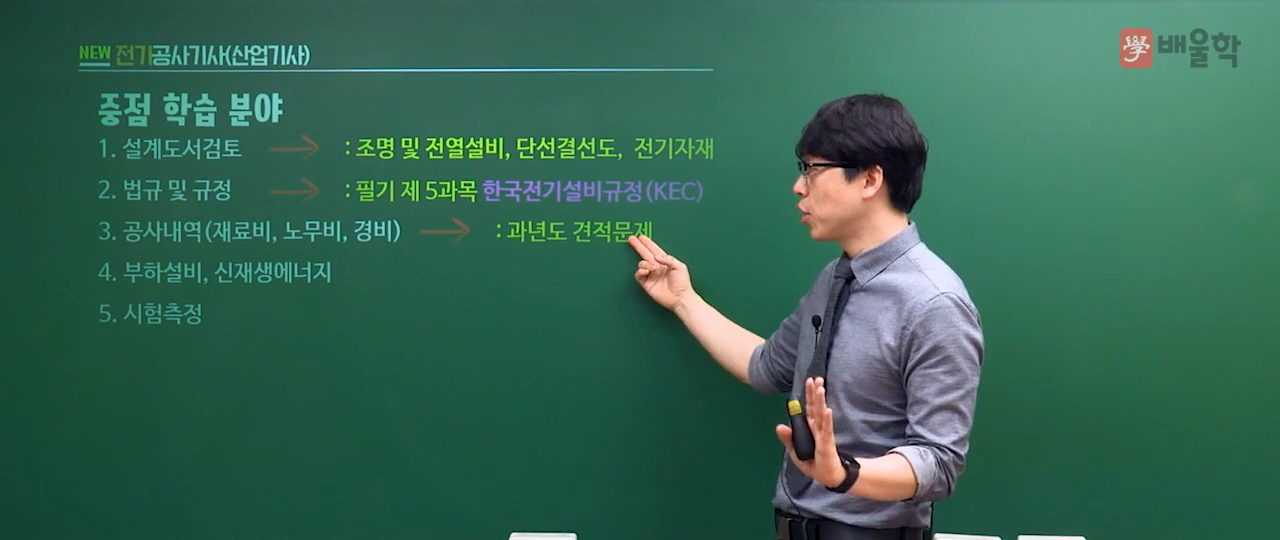 NEW 전기공사기사(산업기사)
學 배울학
중점 학습 분야
1. 설계도서검토 → : 조명 및 전열설비, 단선결선도, 전기자재
2. 법규 및 규정 → : 필기 제 5과목 한국전기설비규정(KEC)
3. 공사내역(재료비, 노무비, 경비) → : 과년도 견적문제
4. 부하설비, 신재생에너지
5. 시험측정